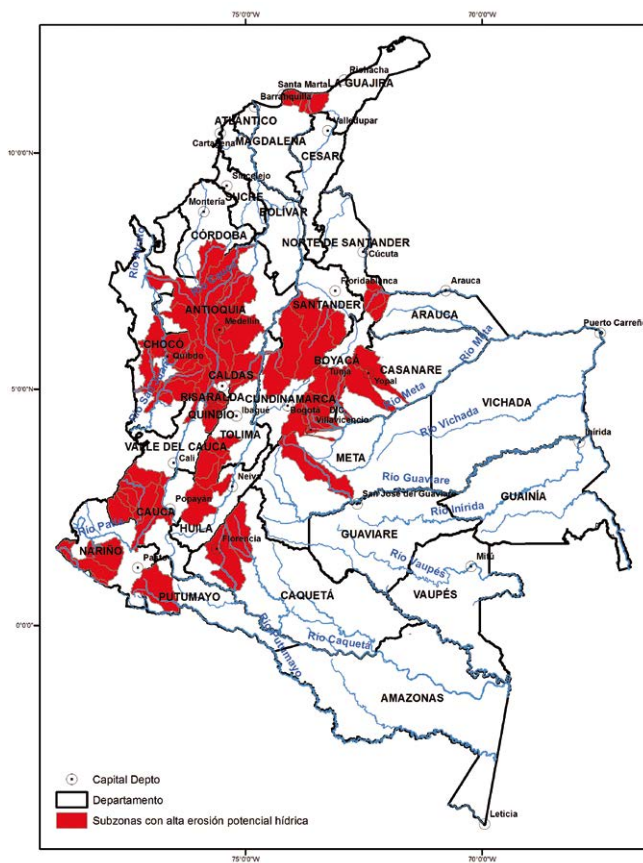 75°0'0"W 70°0'0"W
Riohacha
Santa Marta
LA GUAJIRA
Barranquilla
ATLÁNTICO
Valledupar
MAGDALENA
Cartagena
10°0'0"N
CESAR
Sincelejo
SUCRE
Montería
BOLÍVAR
CÓRDOBA
NORTE DE SANTANDER
Cúcuta
Floridablanca
Arauca
SANTANDER
ANTIOQUIA
ARAUCA
Puerto Carreño
Medellín
Río Meta
CHOCÓ
Quibdo
BOYACÁ
CASANARE
Tunja
Yopal
CALDAS
5°0'0"N
RISARALDA
CUNDINAMARCA
Río Meta
VICHADA
QUINDÍO
Ibagué
Bogotá D.C
Villavicencio
Río Vichada
TOLIMA
VALLE DEL CAUCA
Inírida
META
Cali
Neiva
Río Guaviare
GUAINÍA
San José del Guaviare
Popayán
CAUCA
Río Inirida
HUILA
GUAVIARE
Florencia
NARIÑO
Río Vaupés
Mitú
PUTUMAYO
CAQUETÁ
VAUPÉS
0°0'0"
Río Caqueta
Río Putumayo
AMAZONAS
Capital Depto
Departamento
Subzonas con alta erosión potencial hídrica
Leticia
75°0'0"W 70°0'0"W